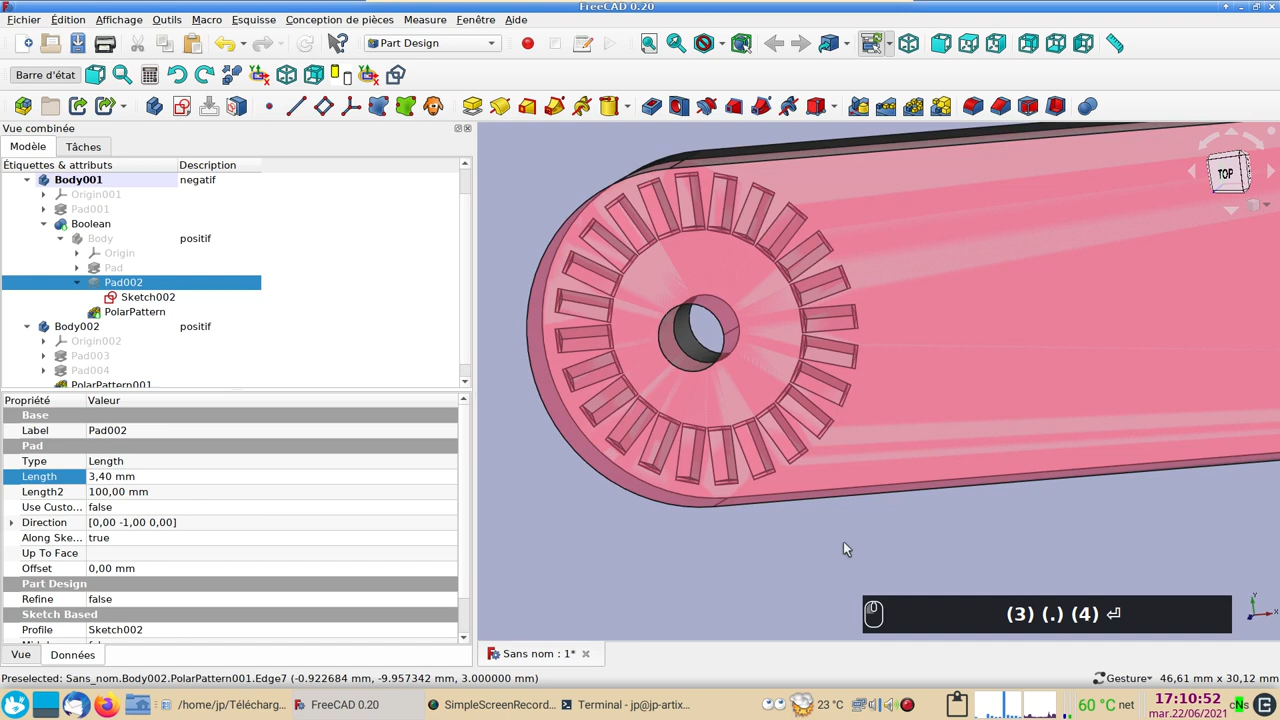 FreeCAD 0.20
Fichier Édition Affichage Outils Macro Esquisse Conception de pièces Mesure Fenêtre Aide
Part Design
Barre d'état
Vue combinée
Modèle Tâches
Étiquettes & attributs Description
Body001 negatif
Origin001
Pad001
Boolean
Body positif
Origin
Pad
Pad002
Sketch002
PolarPattern
Body002 positif
Origin002
Pad003
Pad004
PolarPattern001
Propriété Valeur
Base
Label Pad002
Pad
Type Length
Length 3,40 mm
Length2 100,00 mm
Use Custo... false
Direction [0,00 -1,00 0,00]
Along Ske... true
Up To Face
Offset 0,00 mm
Part Design
Refine false
Sketch Based
Profile Sketch002
Vue Données
TOP
(3) (.) (4) ⏎
Sans nom : 1*
Preselected: Sans_nom.Body002.PolarPattern001.Edge7 (-0.922684 mm, -9.957342 mm, 3.000000 mm)
Gesture 46,61 mm x 30,12 mm
/home/jp/Télécharg... FreeCAD 0.20 SimpleScreenRecord... Terminal - jp@jp-artix... 23 °C 60 °C net 17:10:52
mar.22/06/2021